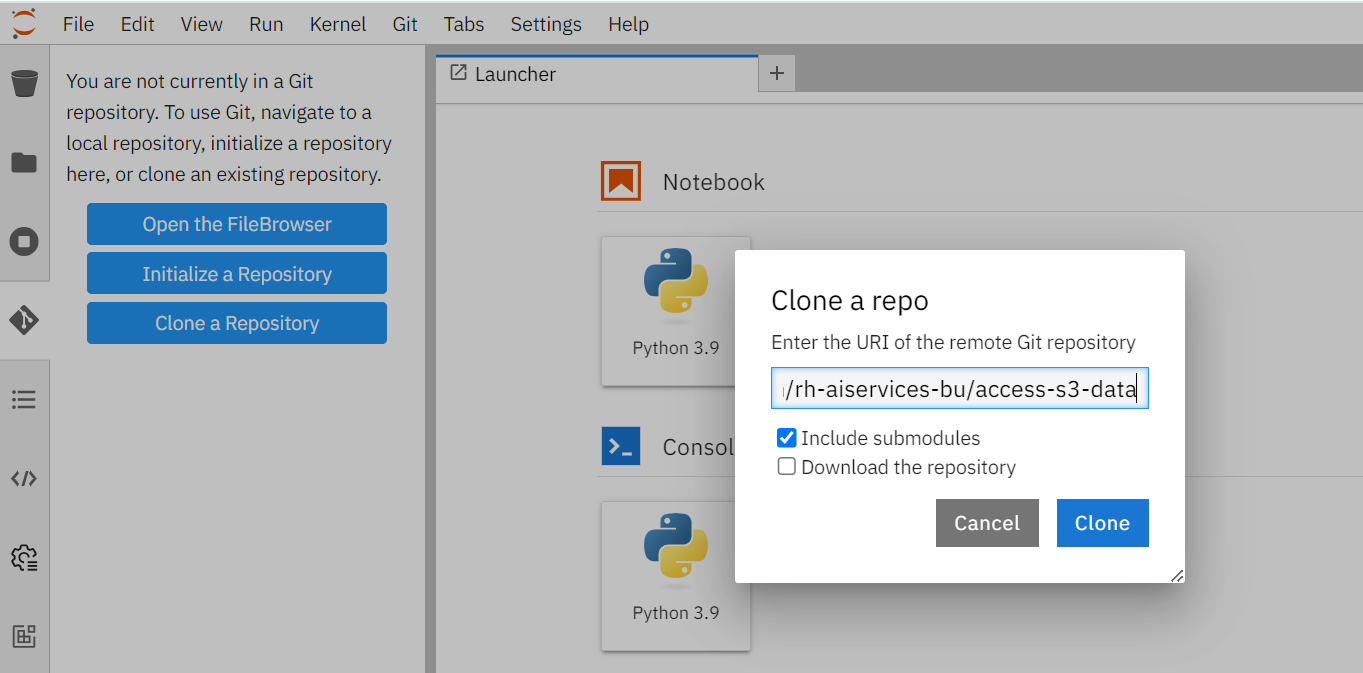 File Edit View Run Kernel Git Tabs Settings Help
You are not currently in a Git
repository. To use Git, navigate to a
local repository, initialize a repository
here, or clone an existing repository.
Open the FileBrowser
Initialize a Repository
Clone a Repository
Launcher
Notebook
Python 3.9
Consol
Python 3.9
Clone a repo
Enter the URI of the remote Git repository
/rh-aiservices-bu/access-s3-data
Include submodules
Download the repository
Cancel Clone